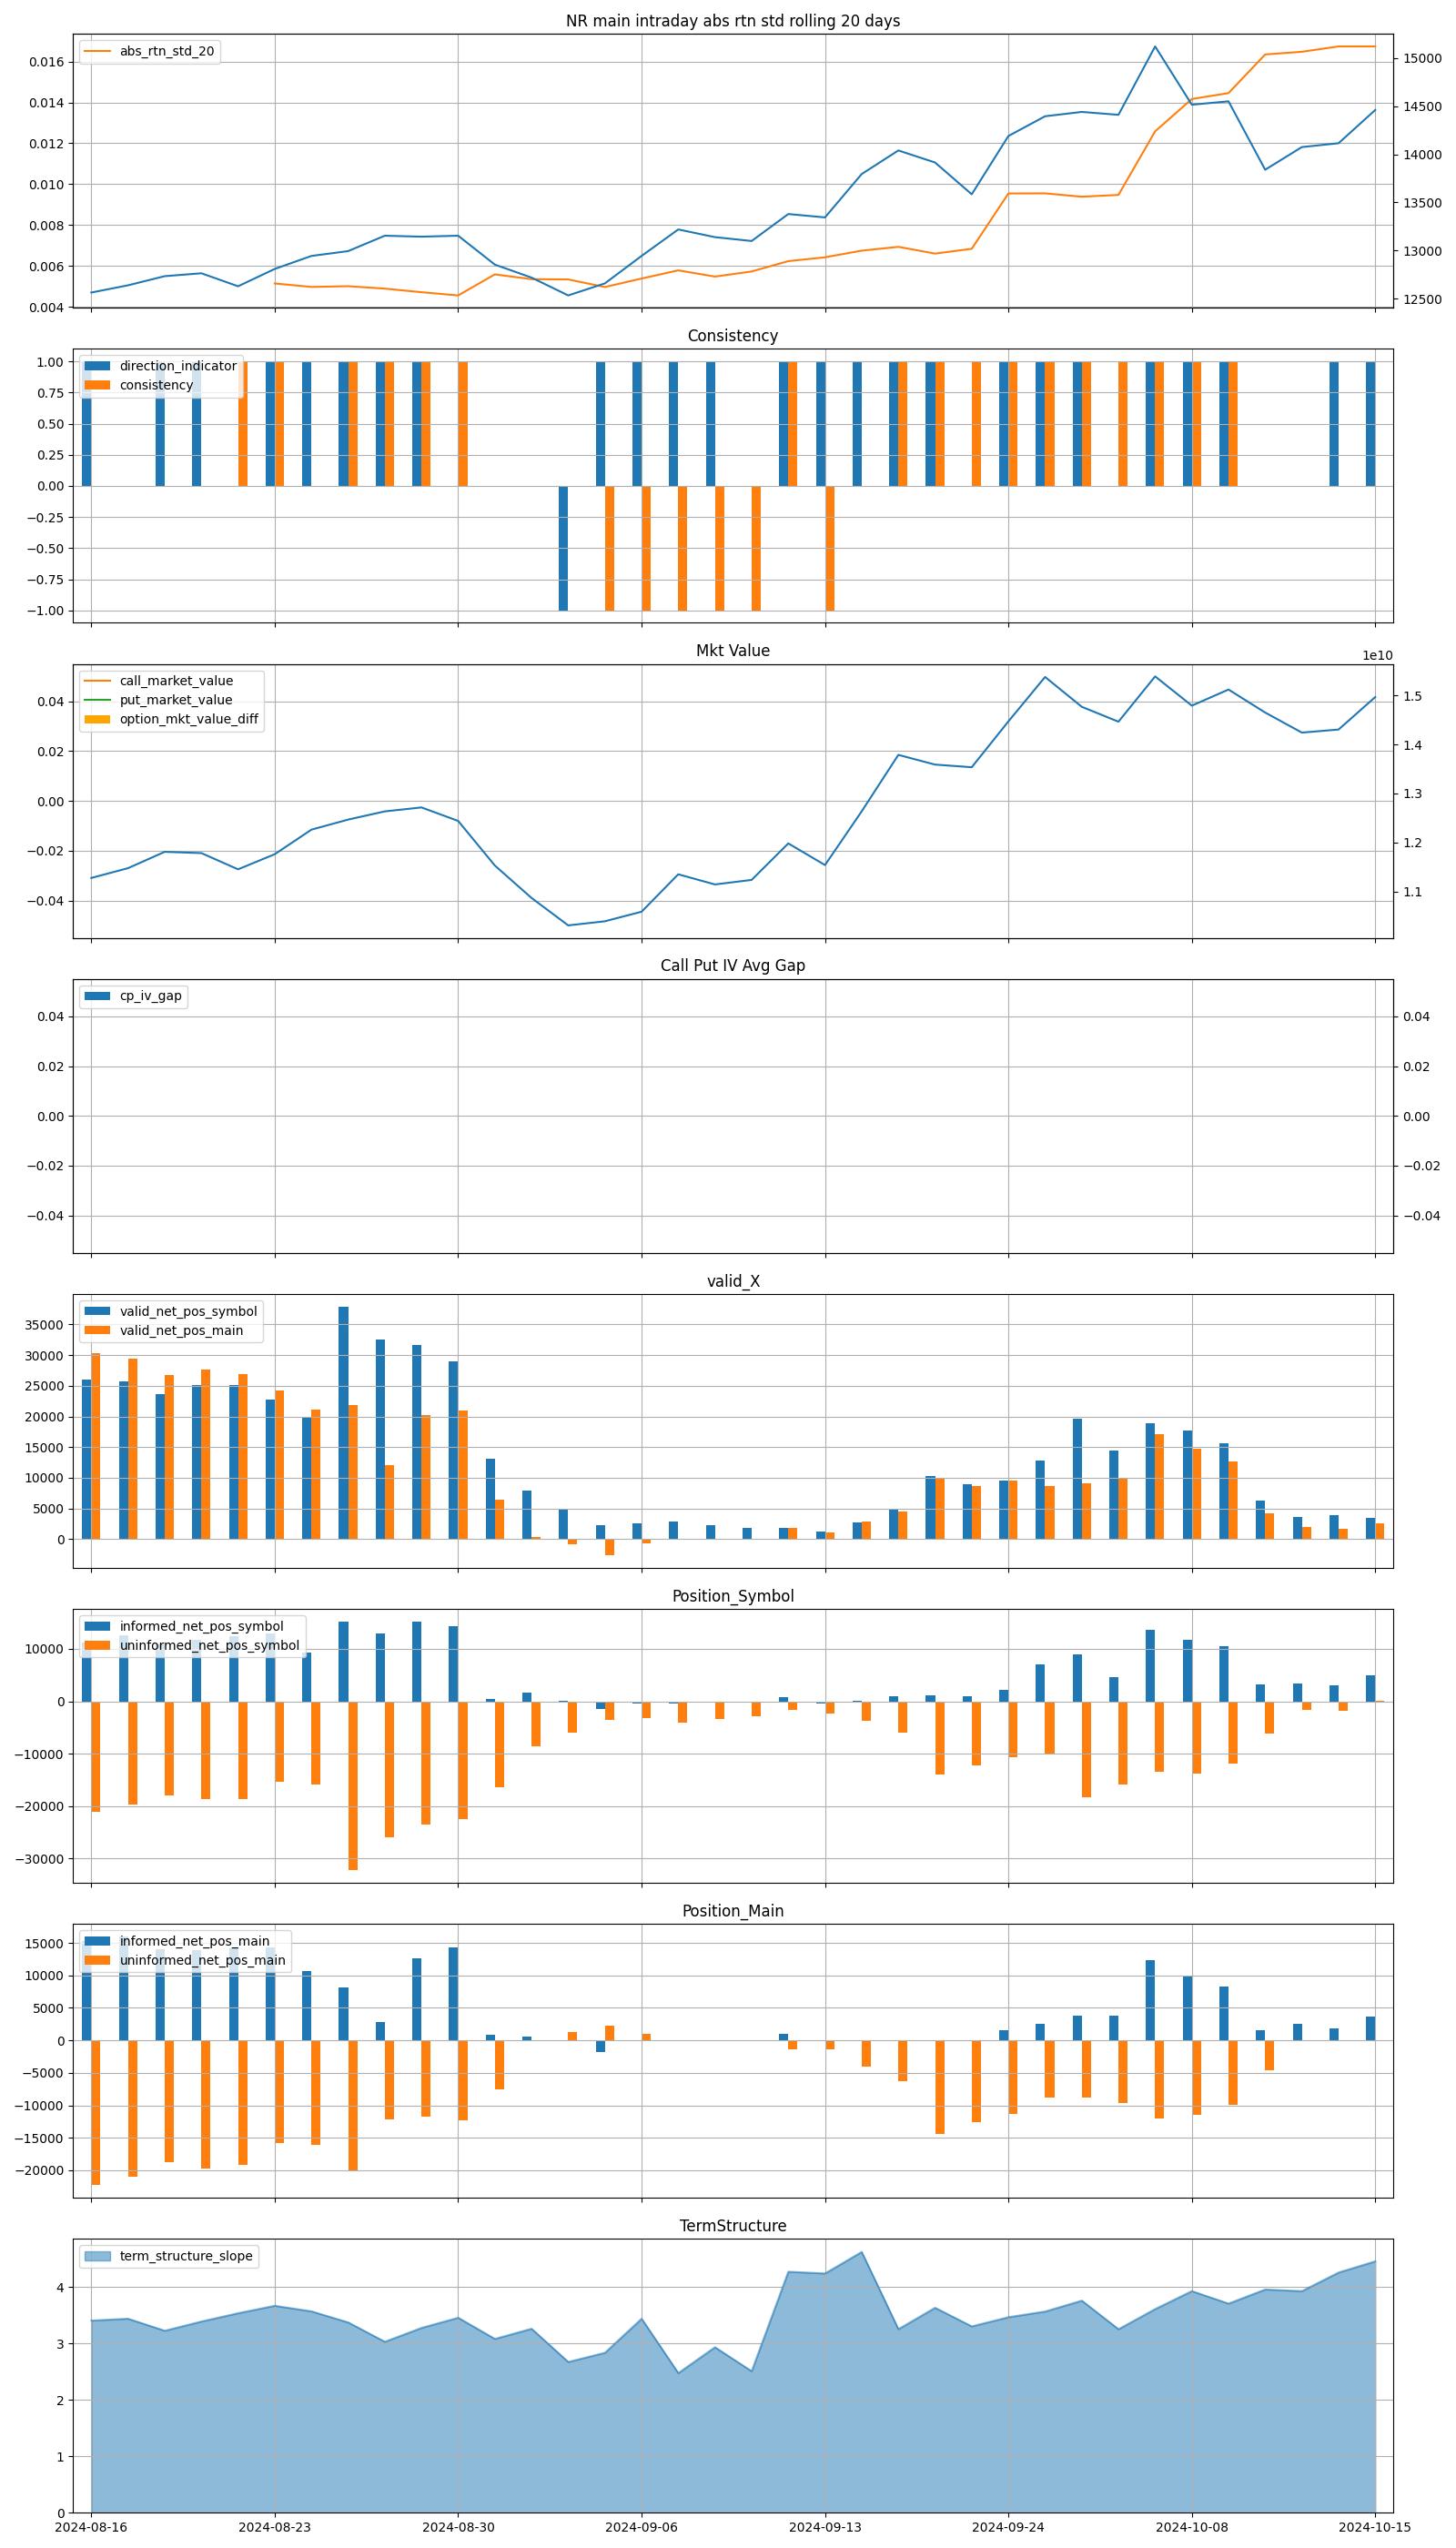 NR main intraday abs rtn std rolling 20 days
abs_rtn_std_20
0.016
0.014
0.012
0.010
0.008
0.006
0.004
15000
14500
14000
13500
13000
12500
Consistency
direction_indicator
consistency
1.00
0.75
0.50
0.25
0.00
−0.25
−0.50
−0.75
−1.00
Mkt Value
1e10
call_market_value
put_market_value
option_mkt_value_diff
0.04
0.02
0.00
−0.02
−0.04
1.5
1.4
1.3
1.2
1.1
Call Put IV Avg Gap
cp_iv_gap
0.04
0.02
0.00
−0.02
−0.04
0.04
0.02
0.00
−0.02
−0.04
valid_X
valid_net_pos_symbol
valid_net_pos_main
35000
30000
25000
20000
15000
10000
5000
0
Position_Symbol
informed_net_pos_symbol
uninformed_net_pos_symbol
10000
0
−10000
−20000
−30000
Position_Main
informed_net_pos_main
uninformed_net_pos_main
15000
10000
5000
0
−5000
−10000
−15000
−20000
TermStructure
term_structure_slope
4
3
2
1
0
2024-08-16 2024-08-23 2024-08-30 2024-09-06 2024-09-13 2024-09-24 2024-10-08 2024-10-15